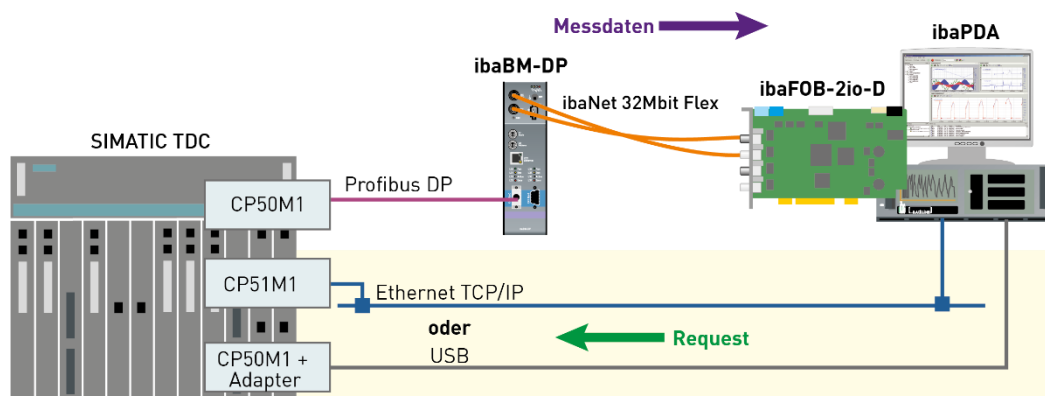 Messdaten
ibaPDA
ibaBM-DP
ibaFOB-2io-D
ibaNet 32Mbit Flex
SIMATIC TDC
Profibus DP
CP50M1
CP51M1
Ethernet TCP/IP
oder
Request
USB
CP50M1 +
Adapter